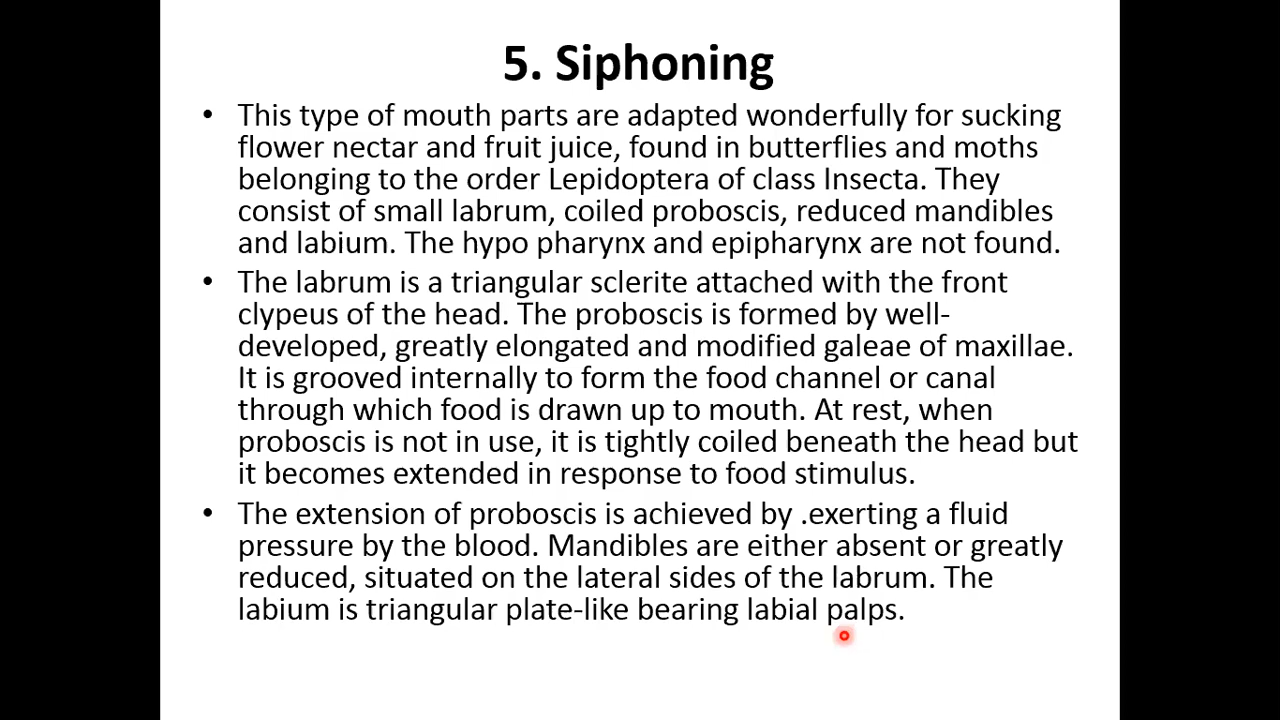 5. Siphoning
• This type of mouth parts are adapted wonderfully for sucking
flower nectar and fruit juice, found in butterflies and moths
belonging to the order Lepidoptera of class Insecta. They
consist of small labrum, coiled proboscis, reduced mandibles
and labium. The hypo pharynx and epipharynx are not found.
• The labrum is a triangular sclerite attached with the front
clypeus of the head. The proboscis is formed by well-
developed, greatly elongated and modified galeae of maxillae.
It is grooved internally to form the food channel or canal
through which food is drawn up to mouth. At rest, when
proboscis is not in use, it is tightly coiled beneath the head but
it becomes extended in response to food stimulus.
• The extension of proboscis is achieved by .exerting a fluid
pressure by the blood. Mandibles are either absent or greatly
reduced, situated on the lateral sides of the labrum. The
labium is triangular plate-like bearing labial palps.